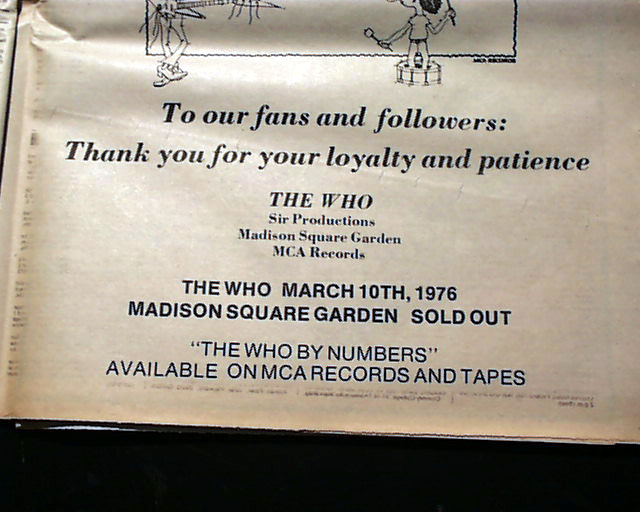 MCA RECORDS
To our fans and followers:
Thank you for your loyalty and patience
THE WHO
Sir Productions
Madison Square Garden
MCA Records
THE WHO MARCH 10TH, 1976
MADISON SQUARE GARDEN SOLD OUT
"THE WHO BY NUMBERS"
AVAILABLE ON MCA RECORDS AND TAPES